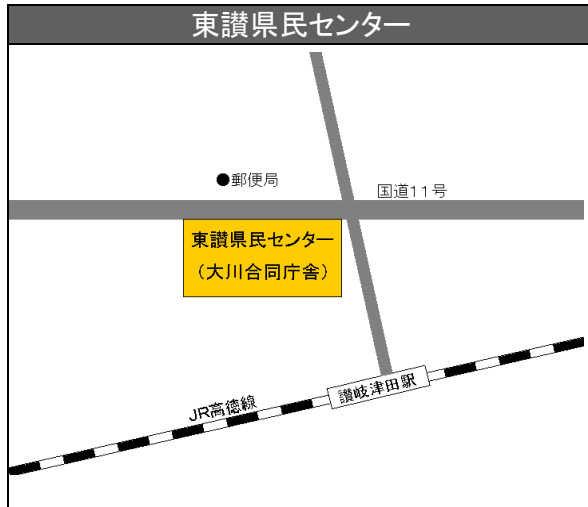 東讃県民センター
●郵便局
国道11号
東讃県民センター
（大川合同庁舎）
讃岐津田駅
JR高徳線